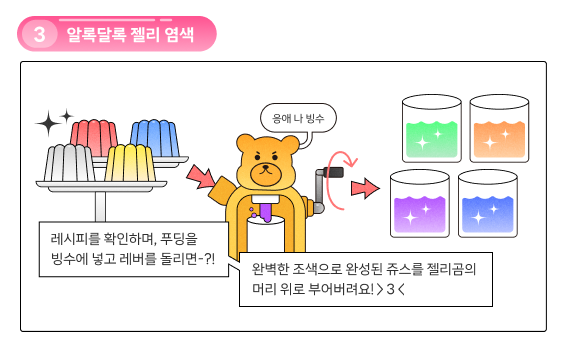 3 알록달록 젤리 염색
응애 나 빙수
레시피를 확인하며, 푸딩을
빙수에 넣고 레버를 돌리면-?!
완벽한 조색으로 완성된 쥬스를 젤리곰의
머리 위로 부어버려요! > 3 <